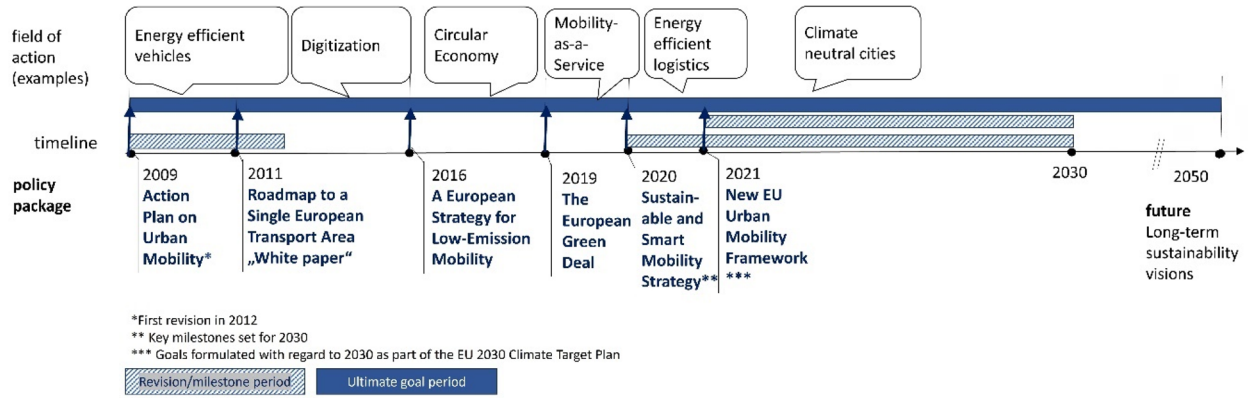 field of
action
(examples)
Energy efficient
vehicles
Digitization
Circular
Economy
Mobility-
as-a-
Service
Energy
efficient
logistics
Climate
neutral cities
timeline
policy
package
2009
Action
Plan on
Urban
Mobility*
2011
Roadmap to a
Single European
Transport Area
„White paper“
2016
A European
Strategy for
Low-Emission
Mobility
2019
The
European
Green
Deal
2020
Sustain-
able and
Smart
Mobility
Strategy**
2021
New EU
Urban
Mobility
Framework
***
2030
2050
future
Long-term
sustainability
visions
*First revision in 2012
** Key milestones set for 2030
*** Goals formulated with regard to 2030 as part of the EU 2030 Climate Target Plan
Revision/milestone period
Ultimate goal period